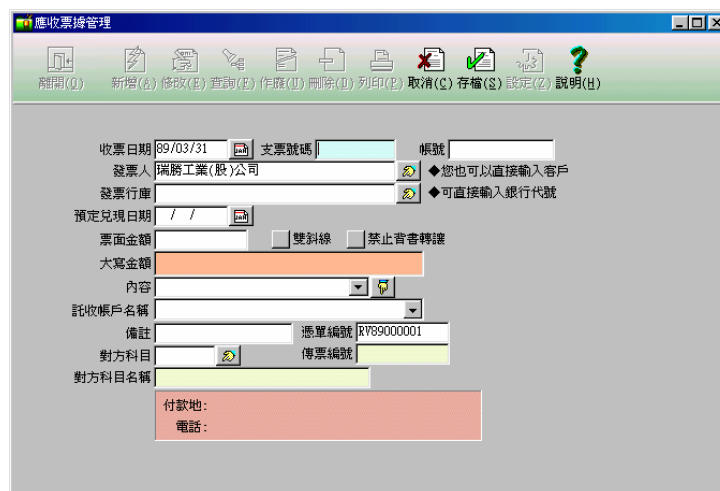 應收票據管理
離開(O) 新增(A) 修改(E) 查詢(F) 作廢(U) 刪除(D) 列印(P) 取消(C) 存檔(S) 設定(Z) 說明(H)
收票日期 89/03/31 支票號碼 帳號
發票人 瑞勝工業(股)公司 ◆您也可以直接輸入客戶
發票行庫 ◆可直接輸入銀行代號
預定兌現日期 / /
票面金額 雙斜線 禁止背書轉讓
大寫金額
內容
託收帳戶名稱
備註 憑單編號 RV89000001
對方科目 傳票編號
對方科目名稱
付款地:
電話: